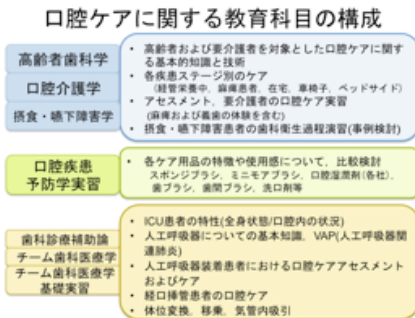 口腔ケアに関する教育科目の構成
高齢者歯科学
口腔介護学
摂食・嚥下障害学
・ 高齢者および要介護者を対象とした口腔ケアに関す
る基本的知識と技術
・ 各疾患ステージ別のケア
(経管栄養中、麻痺患者、在宅、車椅子、ベッドサイド)
・ アセスメント、要介護者の口腔ケア実習
(麻痺および義歯の体験を含む)
・ 摂食・嚥下障害患者の歯科衛生過程演習(事例検討)
口腔疾患
予防学実習
・ 各ケア用品の特徴や使用感について、比較検討
スポンジブラシ、ミニモアブラシ、口腔湿潤剤(各社)、
歯ブラシ、歯間ブラシ、洗口剤等
歯科診療補助論
チーム歯科医療学
チーム歯科医療学
基礎実習
・ ICU患者の特性(全身状態/口腔内の状況)
・ 人工呼吸器についての基本知識、VAP(人工呼吸器関
連肺炎)
・ 人工呼吸器装着患者における口腔ケアアセスメント
およびケア
・ 経口挿管患者の口腔ケア
・ 体位変換、移乗、気管内吸引